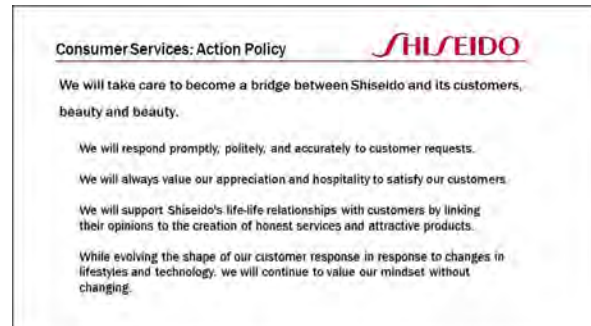 Consumer Services: Action Policy
SHISEIDO
We will take care to become a bridge between Shiseido and its customers,
beauty and beauty.
We will respond promptly, politely, and accurately to customer requests.
We will always value our appreciation and hospitality to satisfy our customers
We will support Shiseido's life-life relationships with customers by linking
their opinions to the creation of honest services and attractive products.
While evolving the shape of our customer response in response to changes in
lifestyles and technology. we will continue to value our mindset without
changing.